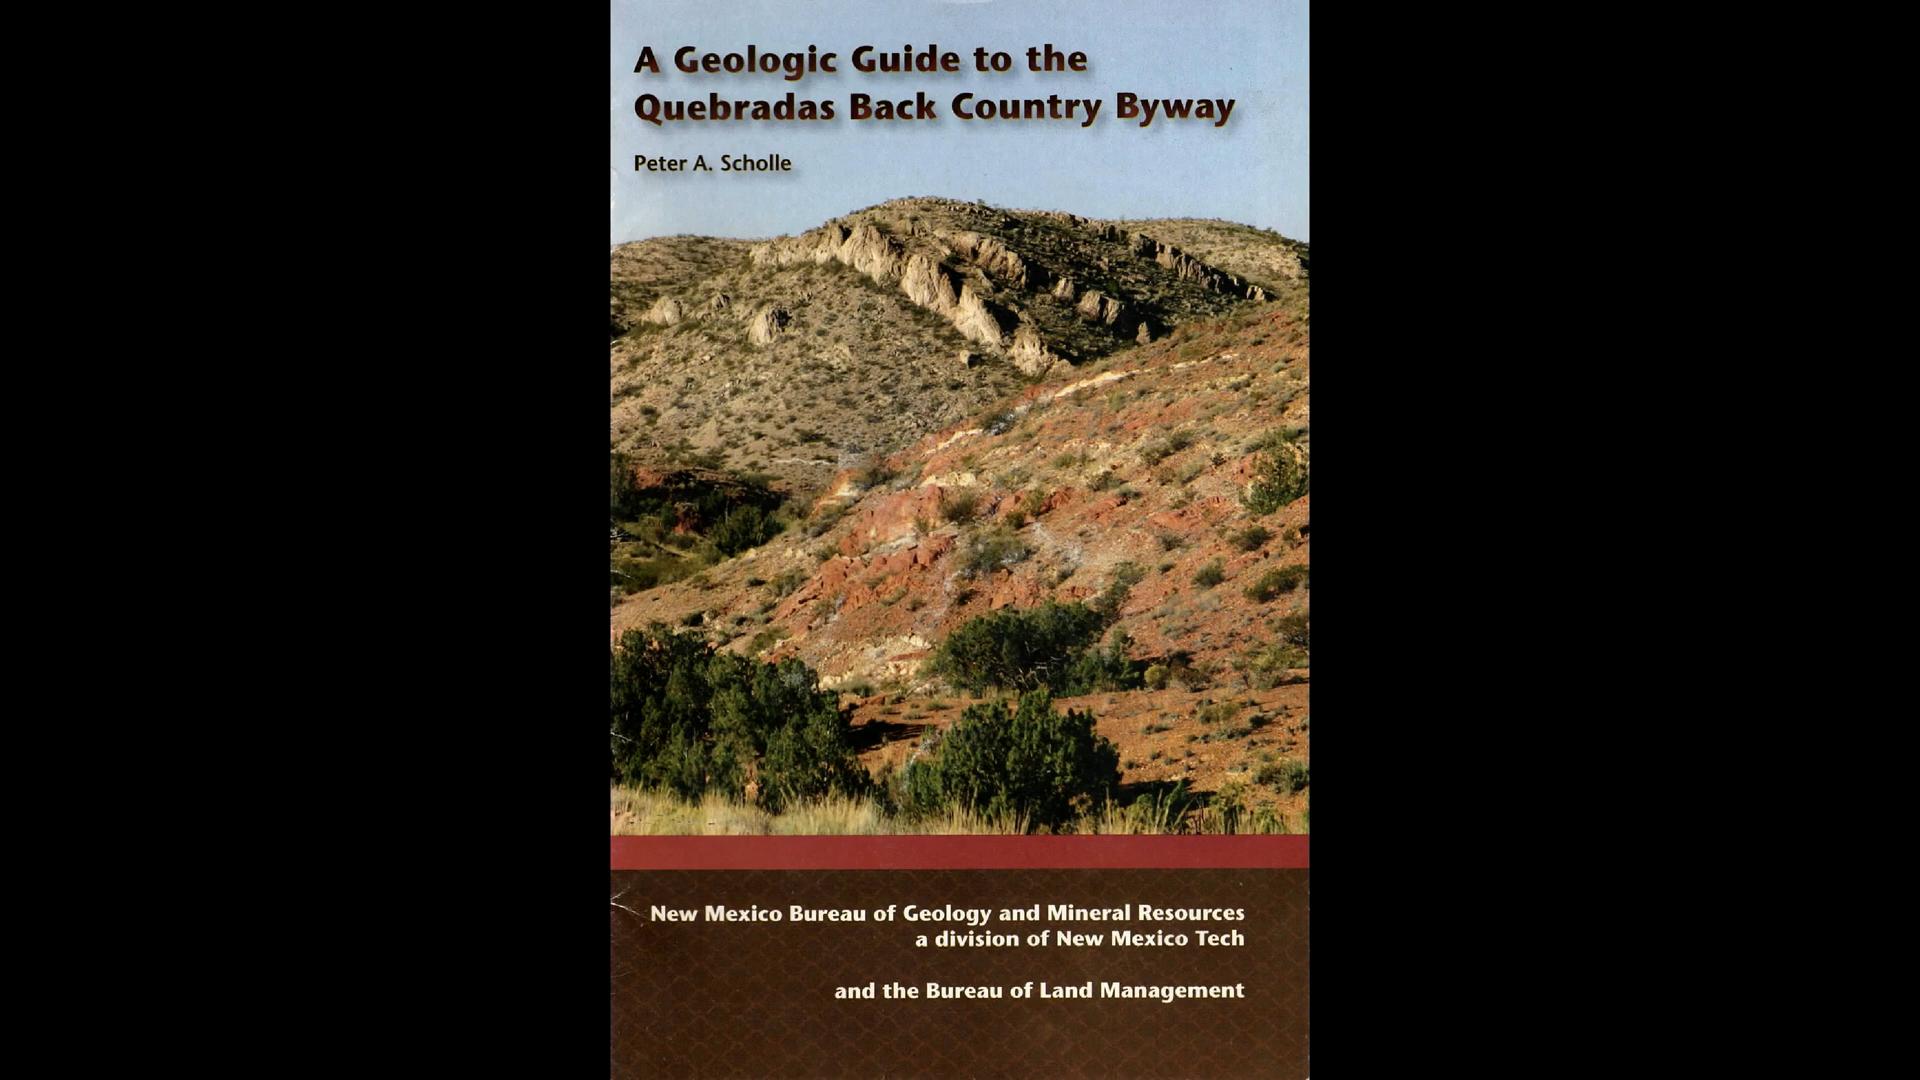 A Geologic Guide to the
Quebradas Back Country Byway
Peter A. Scholle
New Mexico Bureau of Geology and Mineral Resources
a division of New Mexico Tech
and the Bureau of Land Management